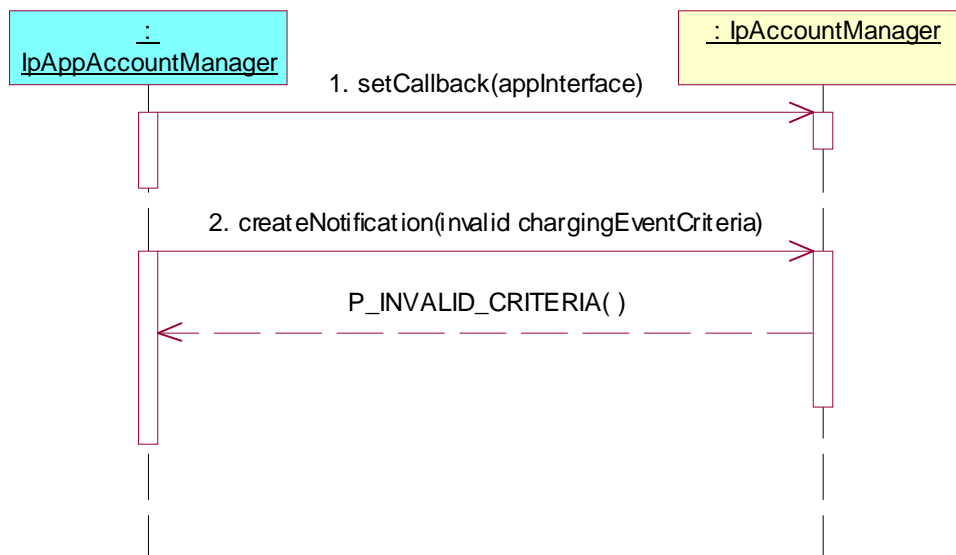 :
IpAppAccountManager
: IpAccountManager
1. setCallback(appInterface)
2. createNotification(invalid chargingEventCriteria)
P_INVALID_CRITERIA( )